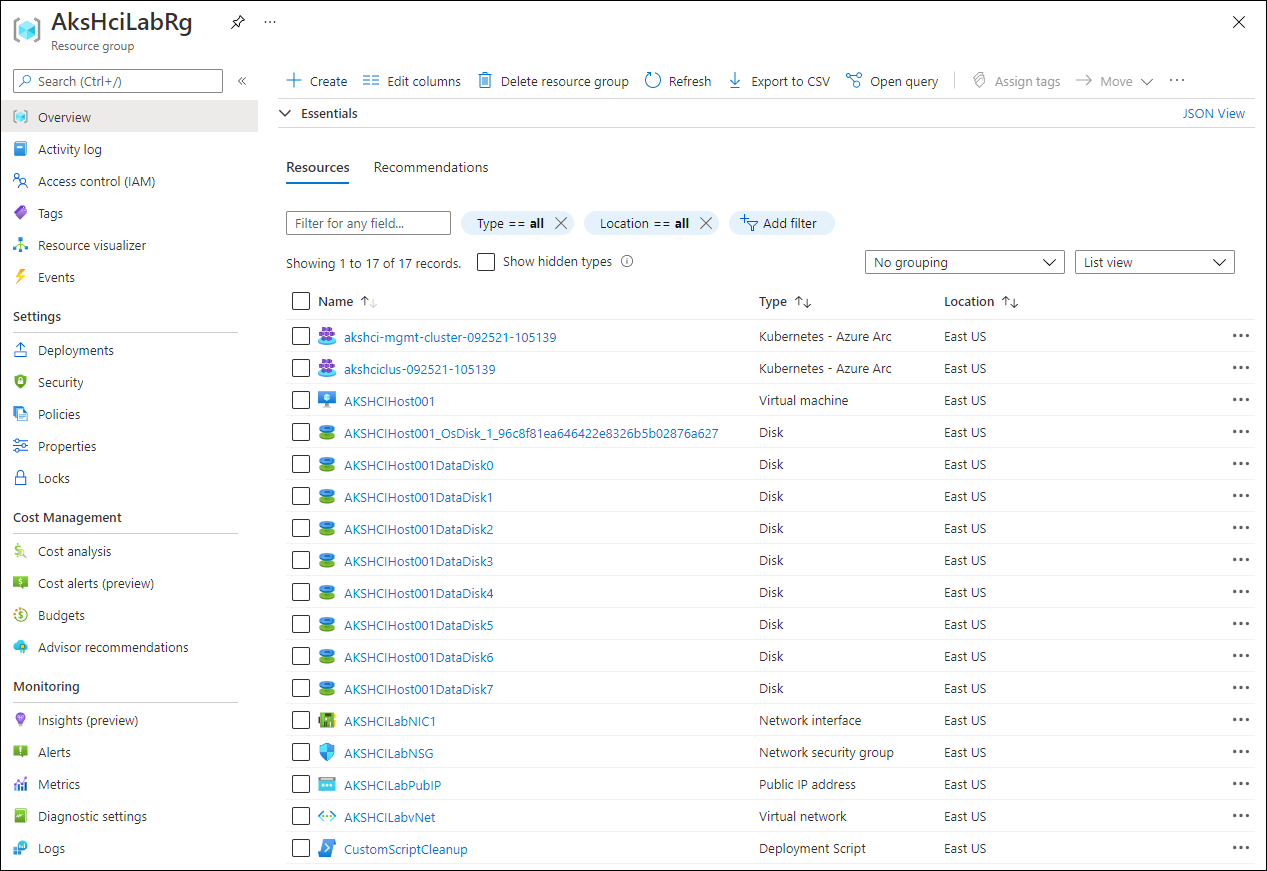 AksHciLabRg
Resource group
Search (Ctrl+/)
Overview
Activity log
Access control (IAM)
Tags
Resource visualizer
Events
Settings
Deployments
Security
Policies
Properties
Locks
Cost Management
Cost analysis
Cost alerts (preview)
Budgets
Advisor recommendations
Monitoring
Insights (preview)
Alerts
Metrics
Diagnostic settings
Logs
Create Edit columns Delete resource group Refresh Export to CSV Open query Assign tags Move
Essentials JSON View
Resources Recommendations
Filter for any field... Type == all Location == all Add filter
Showing 1 to 17 of 17 records. Show hidden types No grouping List view
Name Type Location
akshci-mgmt-cluster-092521-105139 Kubernetes - Azure Arc East US
akshciclus-092521-105139 Kubernetes - Azure Arc East US
AKSHCIHost001 Virtual machine East US
AKSHCIHost001_OsDisk_1_96c8f81ea646422e8326b5b02876a627 Disk East US
AKSHCIHost001DataDisk0 Disk East US
AKSHCIHost001DataDisk1 Disk East US
AKSHCIHost001DataDisk2 Disk East US
AKSHCIHost001DataDisk3 Disk East US
AKSHCIHost001DataDisk4 Disk East US
AKSHCIHost001DataDisk5 Disk East US
AKSHCIHost001DataDisk6 Disk East US
AKSHCIHost001DataDisk7 Disk East US
AKSHCILabNIC1 Network interface East US
AKSHCILabNSG Network security group East US
AKSHCILabPubIP Public IP address East US
AKSHCILabvNet Virtual network East US
CustomScriptCleanup Deployment Script East US